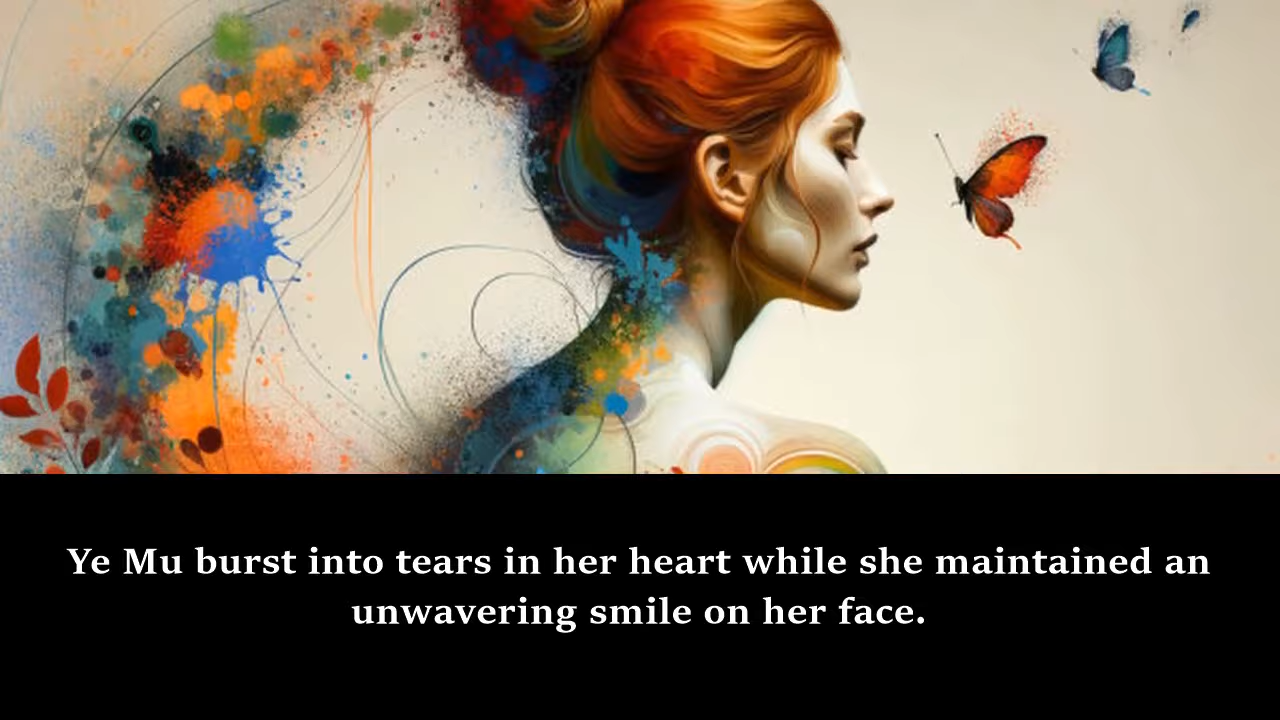 Ye Mu burst into tears in her heart while she maintained an
unwavering smile on her face.